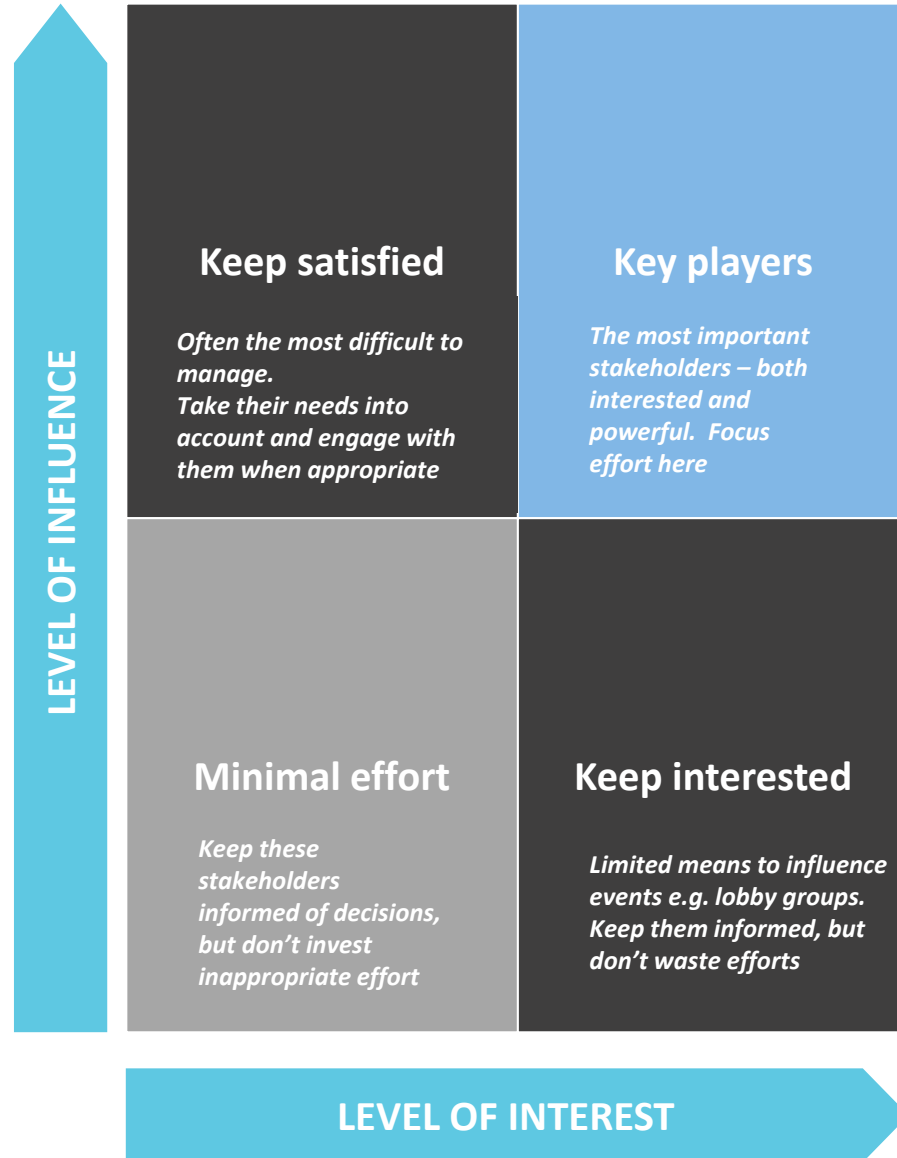 LEVEL OF INFLUENCE
Keep satisfied
Often the most difficult to
manage.
Take their needs into
account and engage with
them when appropriate
Key players
The most important
stakeholders – both
interested and
powerful.  Focus
effort here
Minimal effort
Keep these
stakeholders
informed of decisions,
but don’t invest
inappropriate effort
Keep interested
Limited means to influence
events e.g. lobby groups.
Keep them informed, but
don’t waste efforts
LEVEL OF INTEREST